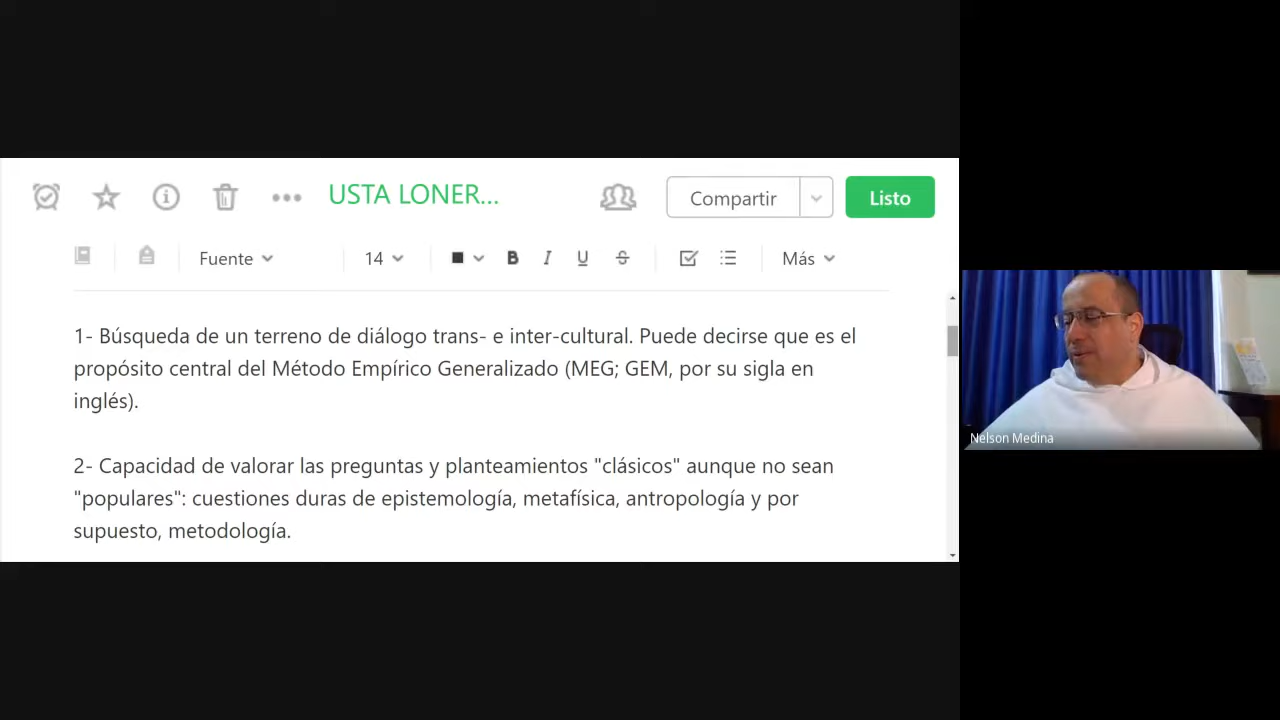 USTA LONER...
Compartir
Listo
Fuente
14
B
I
U
S
Más
1- Búsqueda de un terreno de diálogo trans- e inter-cultural. Puede decirse que es el
propósito central del Método Empírico Generalizado (MEG; GEM, por su sigla en
inglés).
2- Capacidad de valorar las preguntas y planteamientos "clásicos" aunque no sean
"populares": cuestiones duras de epistemología, metafísica, antropología y por
supuesto, metodología.
Nelson Medina